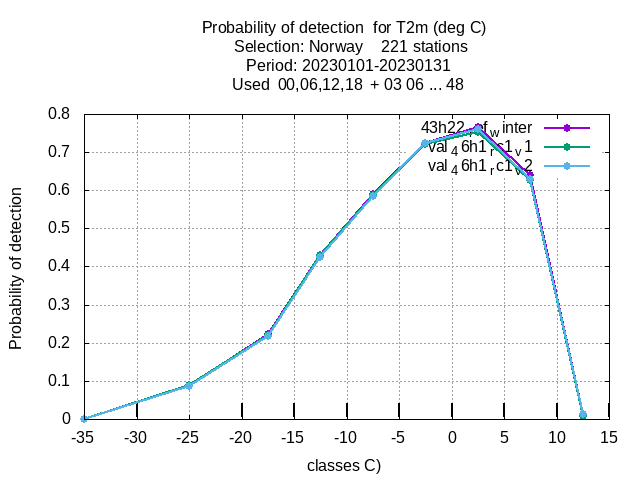 Probability of detection for T2m (deg C)
Selection: Norway 221 stations
Period: 20230101-20230131
Used 00,06,12,18 + 03 06 ... 48
0.8
0.7
0.6
0.5
0.4
0.3
0.2
0.1
0
Probability of detection
val_46h1_rc1_v1
val_46h1_rc1_v2
-35 -30 -25 -20 -15 -10 -5 0 5 10 15
classes C)